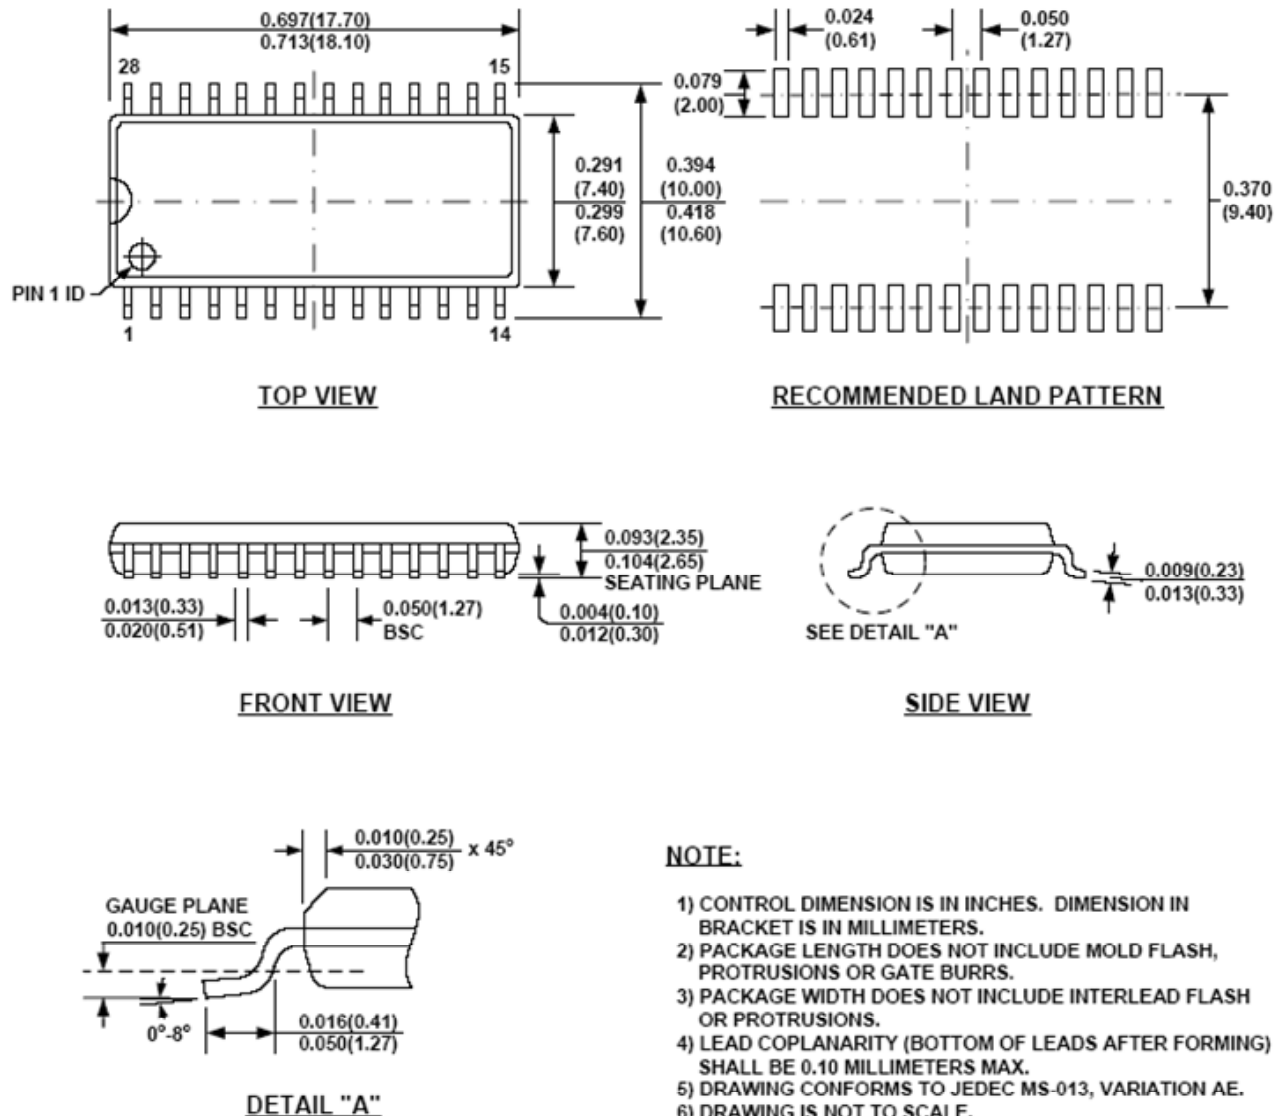 0.697(17.70)
0.713(18.10)
28
15
0.291
(7.40)
0.299
(7.60)
0.394
(10.00)
0.418
(10.60)
PIN 1 ID
1
14
TOP VIEW
0.024
(0.61)
0.050
(1.27)
0.079
(2.00)
0.370
(9.40)
RECOMMENDED LAND PATTERN
0.093(2.35)
0.104(2.65)
SEATING PLANE
0.013(0.33)
0.020(0.51)
0.050(1.27)
BSC
0.004(0.10)
0.012(0.30)
FRONT VIEW
0.009(0.23)
0.013(0.33)
SEE DETAIL "A"
SIDE VIEW
0.010(0.25)
0.030(0.75)
x 45°
GAUGE PLANE
0.010(0.25) BSC
0°-8°
0.016(0.41)
0.050(1.27)
DETAIL "A"
NOTE:
1) CONTROL DIMENSION IS IN INCHES. DIMENSION IN
BRACKET IS IN MILLIMETERS.
2) PACKAGE LENGTH DOES NOT INCLUDE MOLD FLASH,
PROTRUSIONS OR GATE BURRS.
3) PACKAGE WIDTH DOES NOT INCLUDE INTERLEAD FLASH
OR PROTRUSIONS.
4) LEAD COPLANARITY (BOTTOM OF LEADS AFTER FORMING)
SHALL BE 0.10 MILLIMETERS MAX.
5) DRAWING CONFORMS TO JEDEC MS-013, VARIATION AE.
6) DRAWING IS NOT TO SCALE.